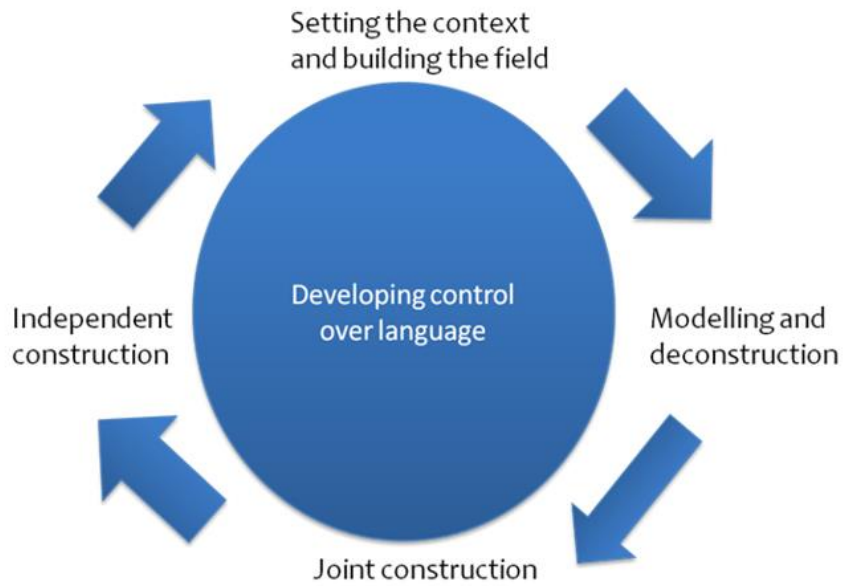 Setting the context
and building the field
Developing control
over language
Independent
construction
Modelling and
deconstruction
Joint construction